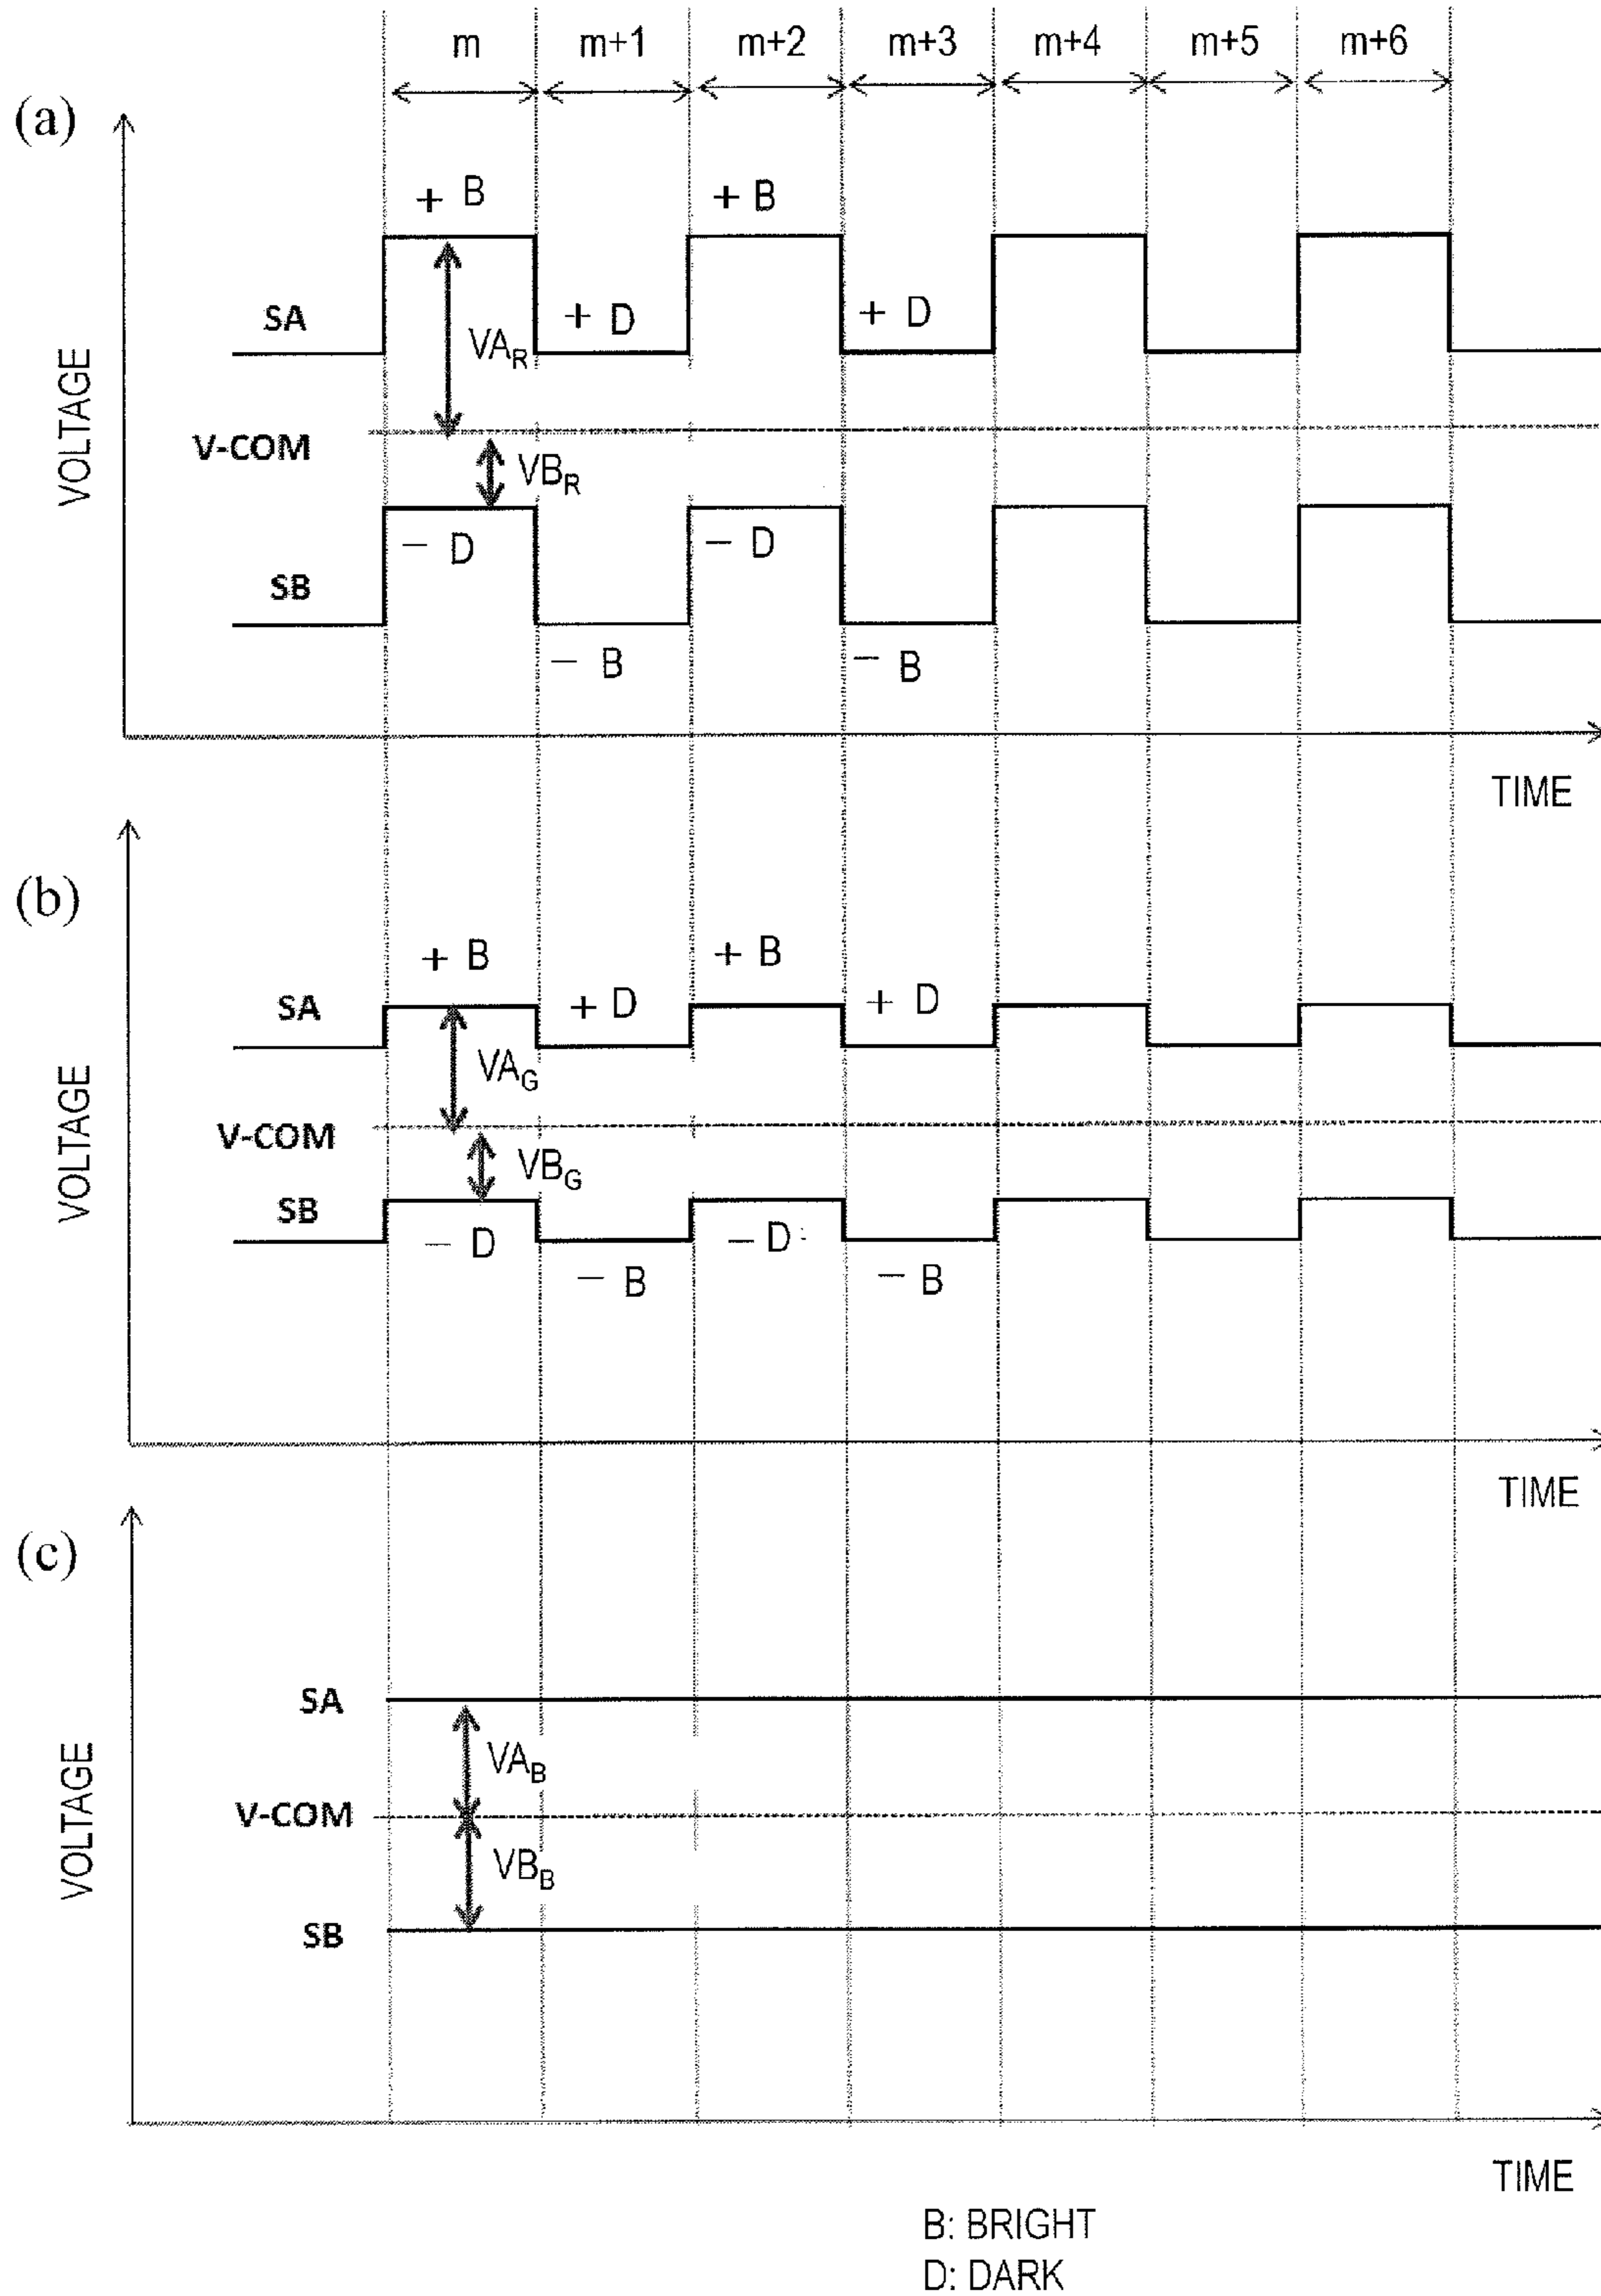 m m+1 m+2 m+3 m+4 m+5 m+6
(a)
+ B + B
SA + D + D
VA_R
VOLTAGE
V-COM
VB_R
− D − D
SB
− B − B
TIME
(b)
+ B + B
SA + D + D
VA_G
VOLTAGE
V-COM
VB_G
SB
− D − D
− B − B
TIME
(c)
SA
VA_B
VOLTAGE
V-COM
VB_B
SB
TIME
B: BRIGHT
D: DARK